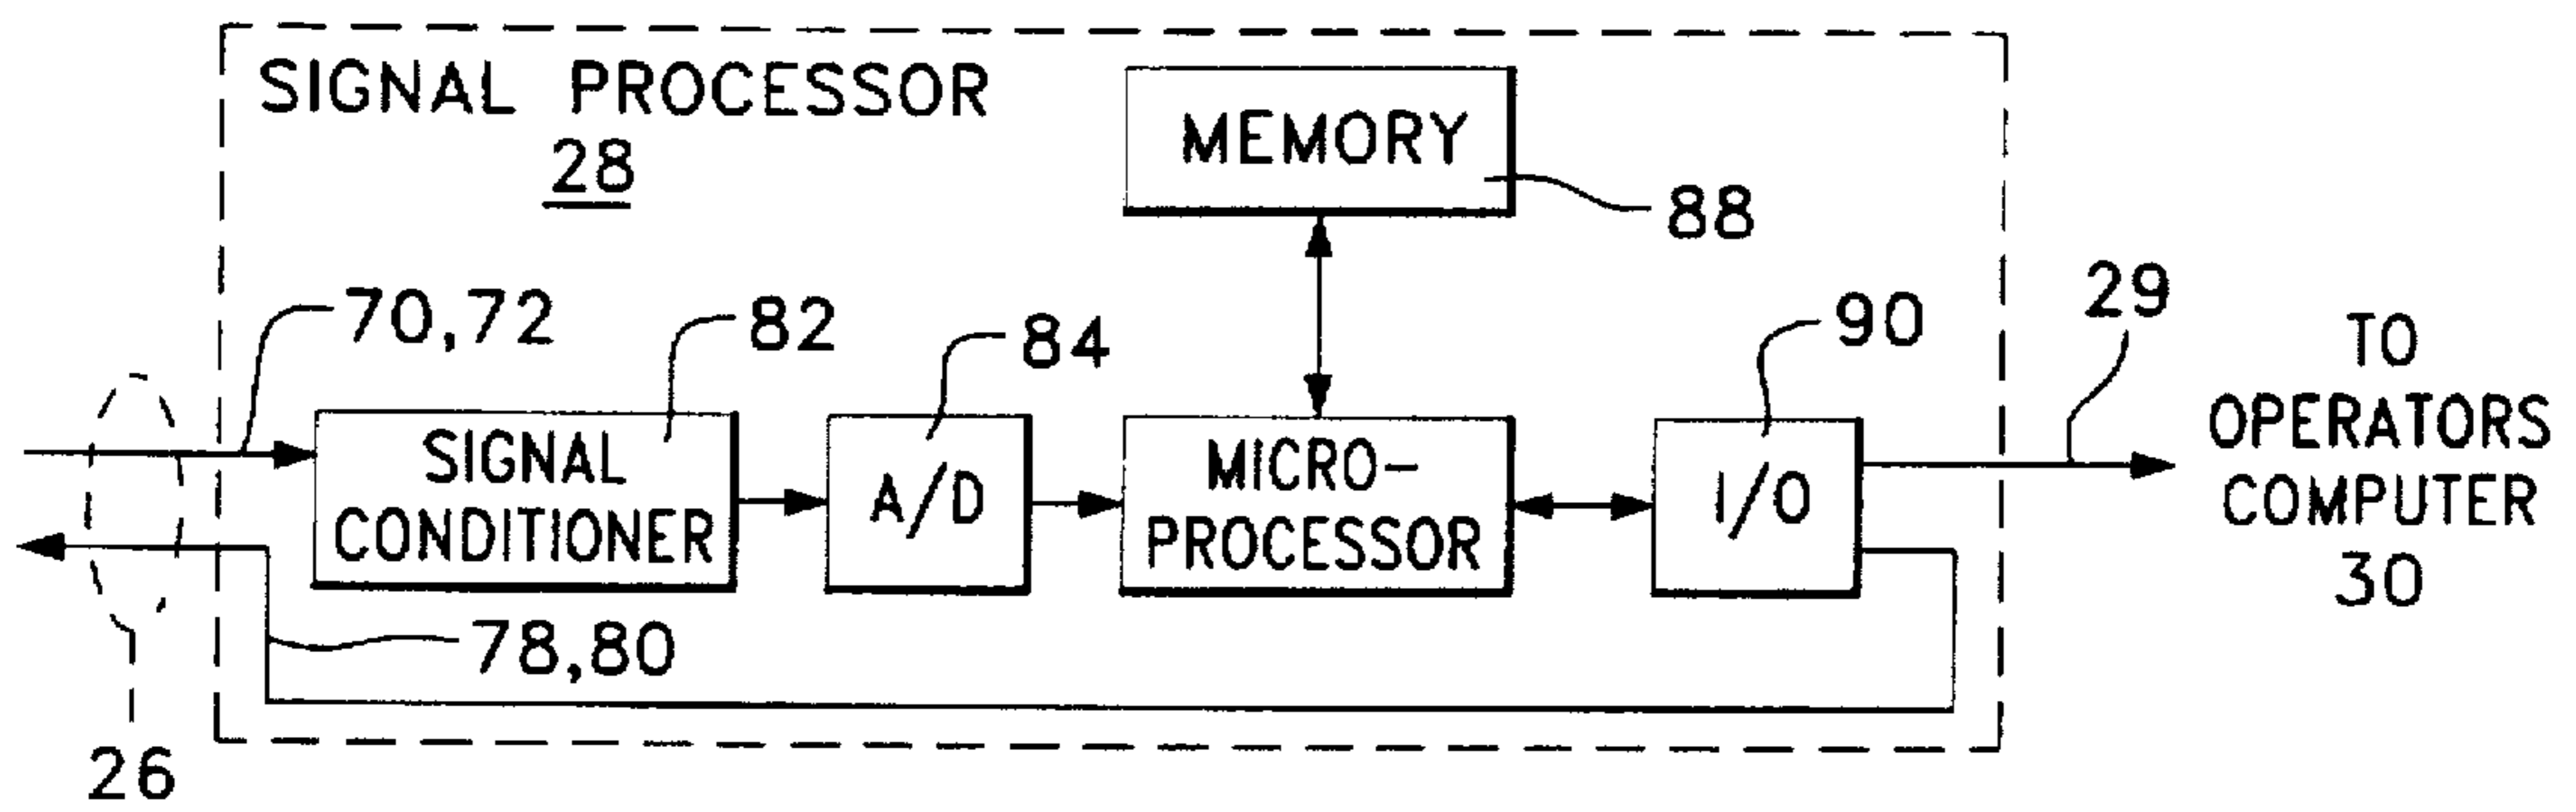 SIGNAL PROCESSOR
28
MEMORY
88
70,72
82
84
90
29
TO
OPERATORS
COMPUTER
30
SIGNAL
CONDITIONER
A/D
MICRO-
PROCESSOR
I/O
78,80
26